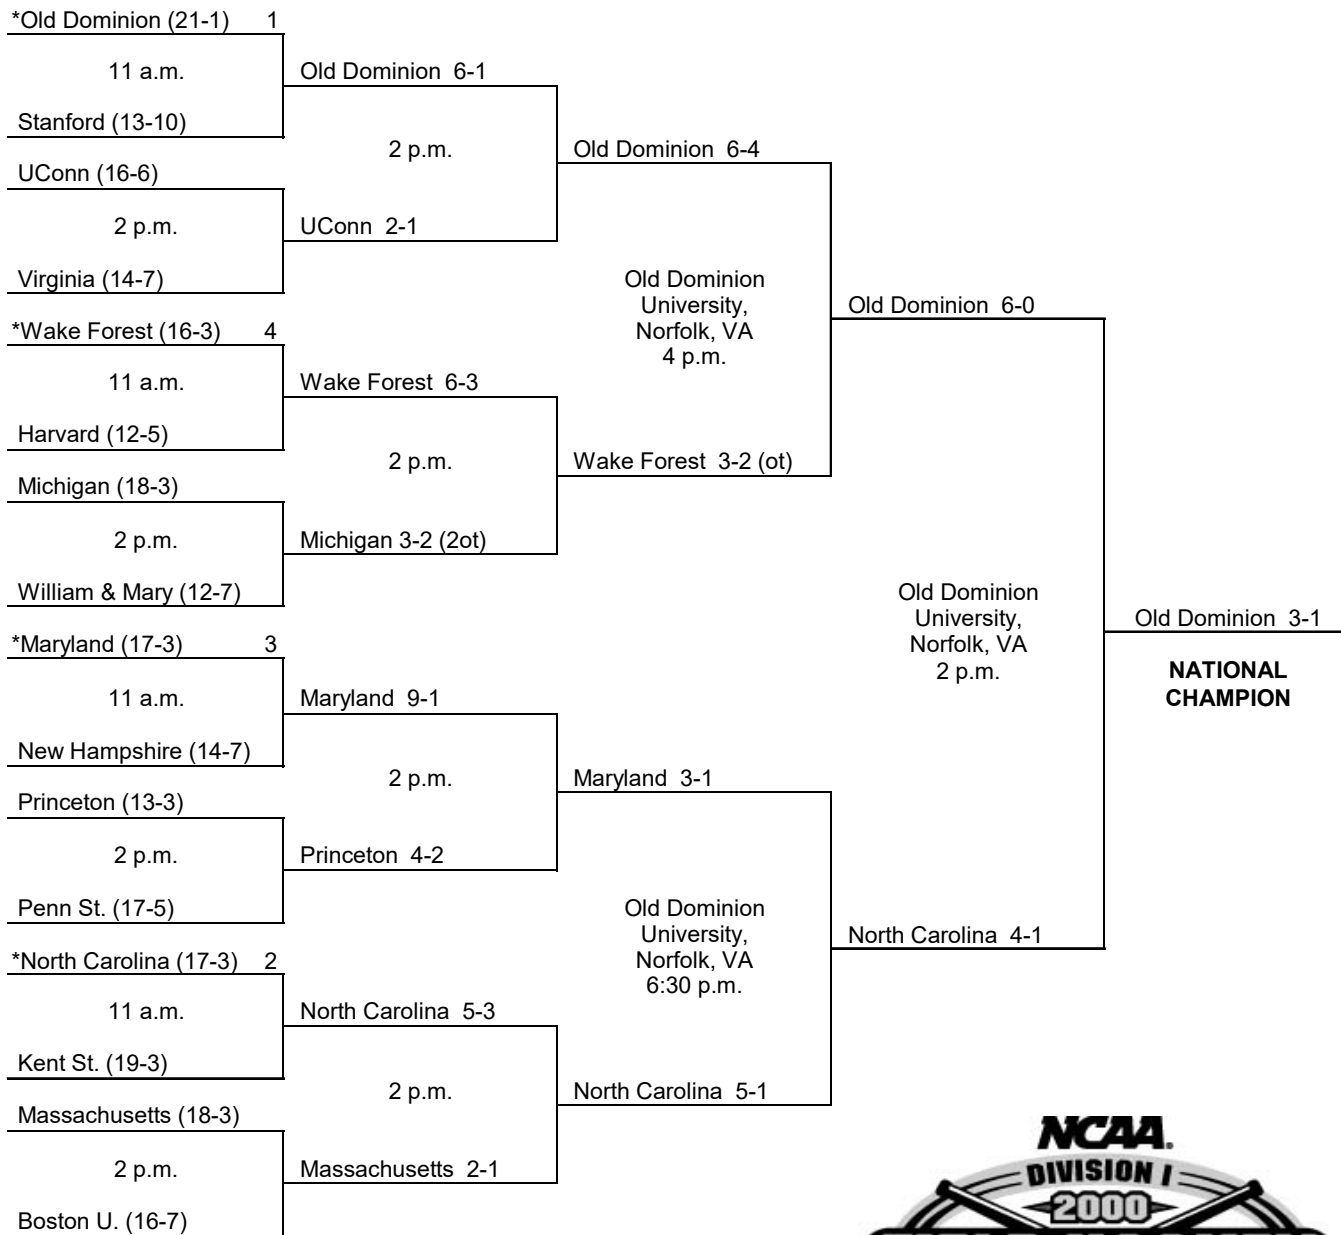 *Old Dominion (21-1) 1
11 a.m.
Stanford (13-10)
UConn (16-6)
2 p.m.
Virginia (14-7)
*Wake Forest (16-3) 4
11 a.m.
Harvard (12-5)
Michigan (18-3)
2 p.m.
William & Mary (12-7)
*Maryland (17-3) 3
11 a.m.
New Hampshire (14-7)
Princeton (13-3)
2 p.m.
Penn St. (17-5)
*North Carolina (17-3) 2
11 a.m.
Kent St. (19-3)
Massachusetts (18-3)
2 p.m.
Boston U. (16-7)
Old Dominion 6-1
2 p.m.
UConn 2-1
Wake Forest 6-3
2 p.m.
Michigan 3-2 (2ot)
Maryland 9-1
2 p.m.
Princeton 4-2
North Carolina 5-3
2 p.m.
Massachusetts 2-1
Old Dominion 6-4
Old Dominion
University,
Norfolk, VA
4 p.m.
Wake Forest 3-2 (ot)
Maryland 3-1
Old Dominion
University,
Norfolk, VA
6:30 p.m.
North Carolina 5-1
Old Dominion 6-0
Old Dominion
University,
Norfolk, VA
2 p.m.
North Carolina 4-1
Old Dominion 3-1
NATIONAL
CHAMPION
NCAA.
DIVISION I
2000